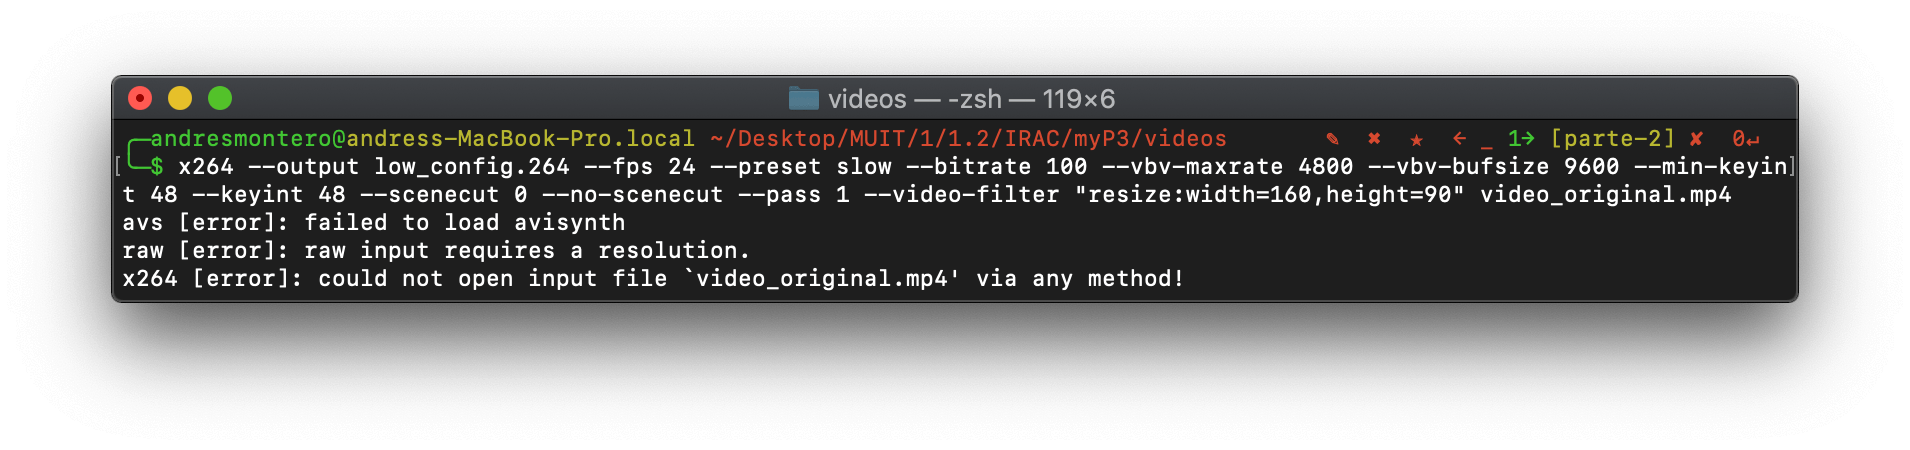 videos — -zsh — 119×6
andresmontero@andress-MacBook-Pro.local ~/Desktop/MUIT/1/1.2/IRAC/myP3/videos ✎ ✖ ★ ← _ 1→ [parte-2] ✘ 0↵
[ $ x264 --output low_config.264 --fps 24 --preset slow --bitrate 100 --vbv-maxrate 4800 --vbv-bufsize 9600 --min-keyin]
t 48 --keyint 48 --scenecut 0 --no-scenecut --pass 1 --video-filter "resize:width=160,height=90" video_original.mp4
avs [error]: failed to load avisynth
raw [error]: raw input requires a resolution.
x264 [error]: could not open input file `video_original.mp4' via any method!